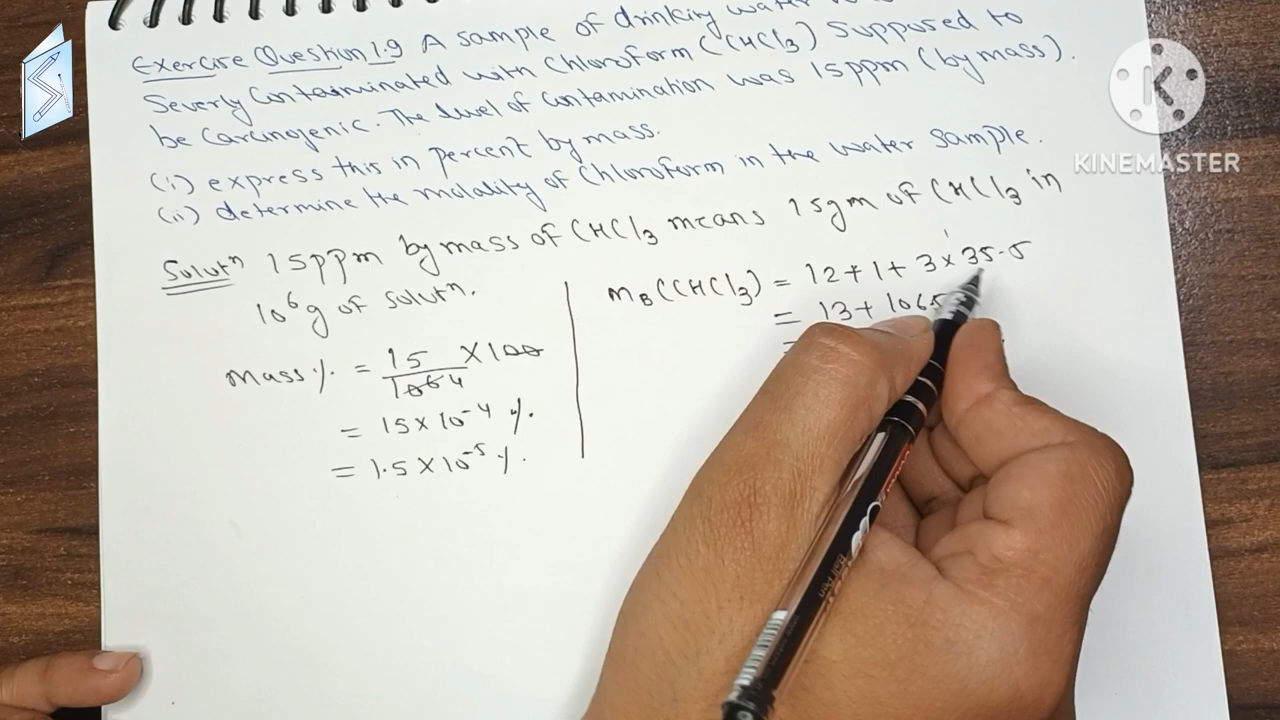 Exercise Question 1.9 A sample of drinking water
Severly Contaminated with Chloroform (CHCl3) Supposed to
be Carcinogenic. The level of contamination was 15ppm (by mass).
(i) express this in percent by mass.
(ii) determine the molality of Chloroform in the water sample.
Solutn 15ppm by mass of CHCl3 means 15gm of CHCl3 in
10^6 g of solutn.
Mass % = 15/10^6 4 × 100
= 15 × 10^-4 %.
= 1.5 × 10^-5 %.
MB (CHCl3) = 12 + 1 + 3 × 35.5
= 13 + 106
=
K
KINEMASTER